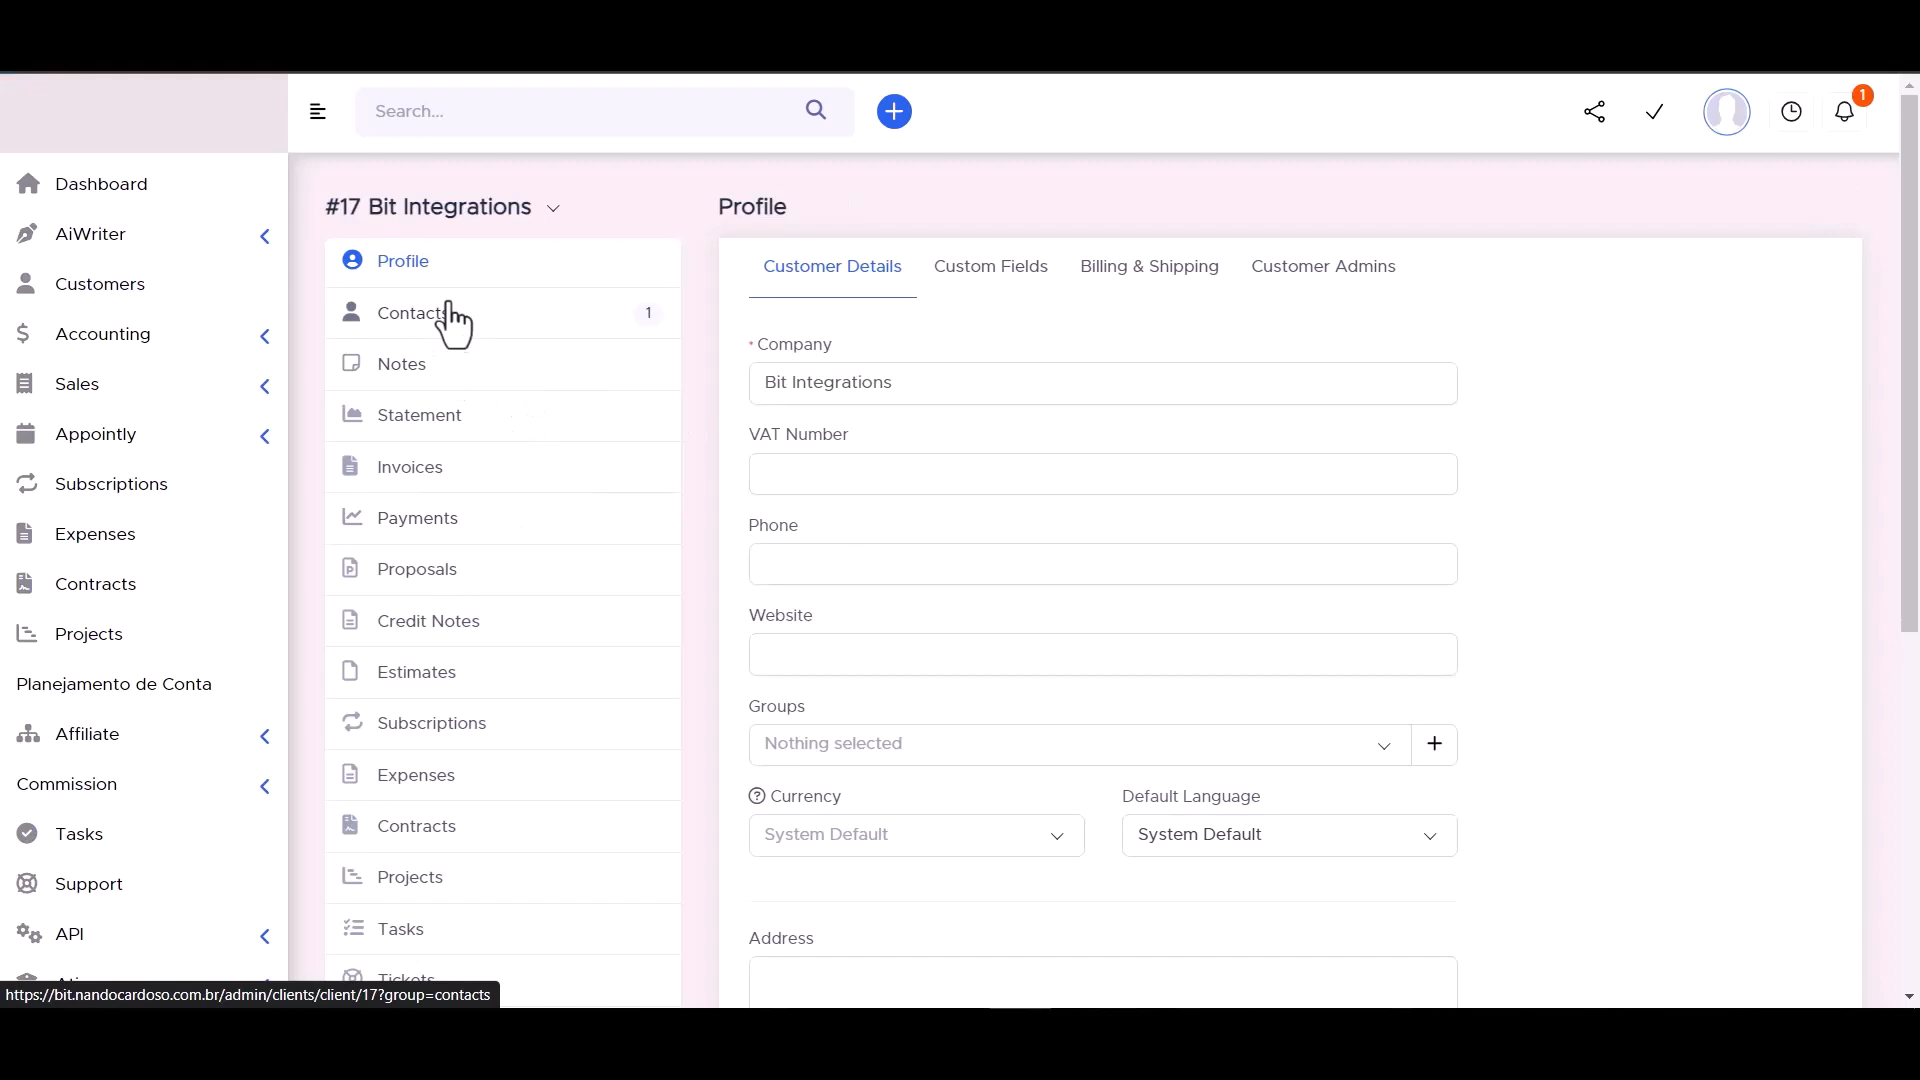 Search...
1
Dashboard
AiWriter
Customers
Accounting
Sales
Appointly
Subscriptions
Expenses
Contracts
Projects
Planejamento de Conta
Affiliate
Commission
Tasks
Support
API
https://bit.nandocardoso.com.br/admin/clients/client/17?group=contacts
#17 Bit Integrations
Profile
Contacts
1
Notes
Statement
Invoices
Payments
Proposals
Credit Notes
Estimates
Subscriptions
Expenses
Contracts
Projects
Tasks
Tickets
Profile
Customer Details
Custom Fields
Billing & Shipping
Customer Admins
* Company
Bit Integrations
VAT Number
Phone
Website
Groups
Nothing selected
Currency
System Default
Default Language
System Default
Address